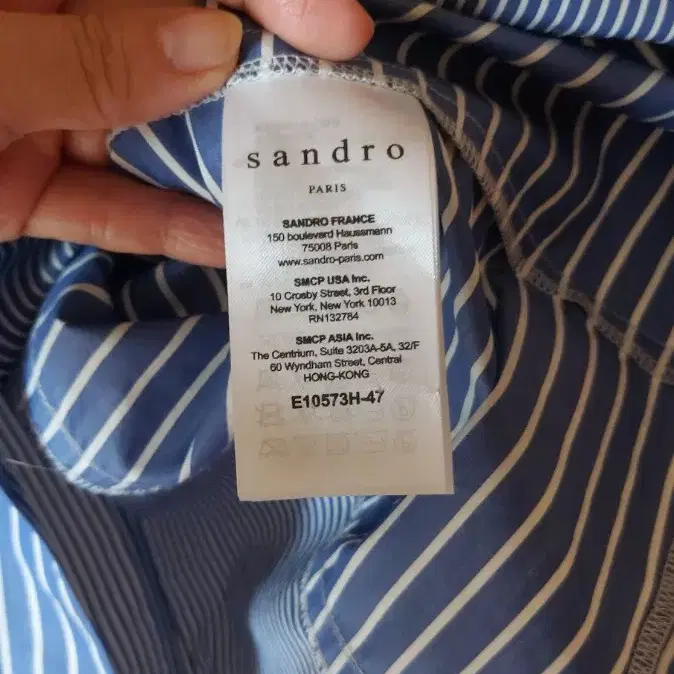 sandro
PARIS
SANDRO FRANCE
150 boulevard Haussmann
75008 Paris
www.sandro-paris.com
SMCP USA Inc.
10 Crosby Street, 3rd Floor
New York, New York 10013
RN132784
SMCP ASIA Inc.
The Centrium, Suite 3203A-5A, 32/F
60 Wyndham Street, Central
HONG-KONG
E10573H-47